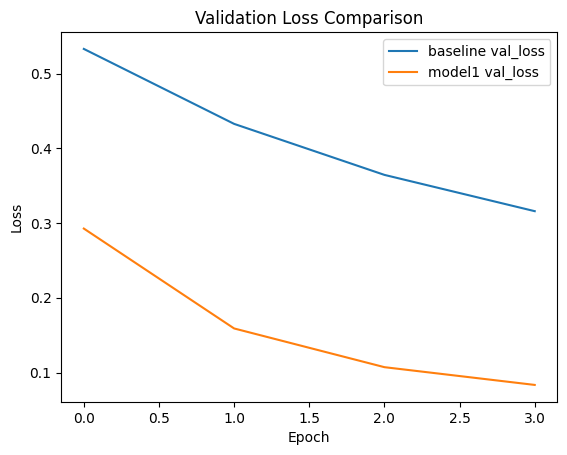 Validation Loss Comparison
baseline val_loss
model1 val_loss
0.5
0.4
0.3
0.2
0.1
Loss
0.0 0.5 1.0 1.5 2.0 2.5 3.0
Epoch